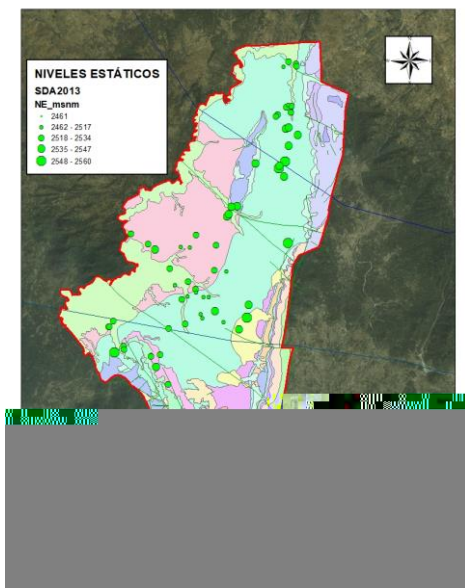 NIVELES ESTÁTICOS
SDA2013
NE_msnm
2461
2462 - 2517
2518 - 2534
2535 - 2547
2548 - 2560